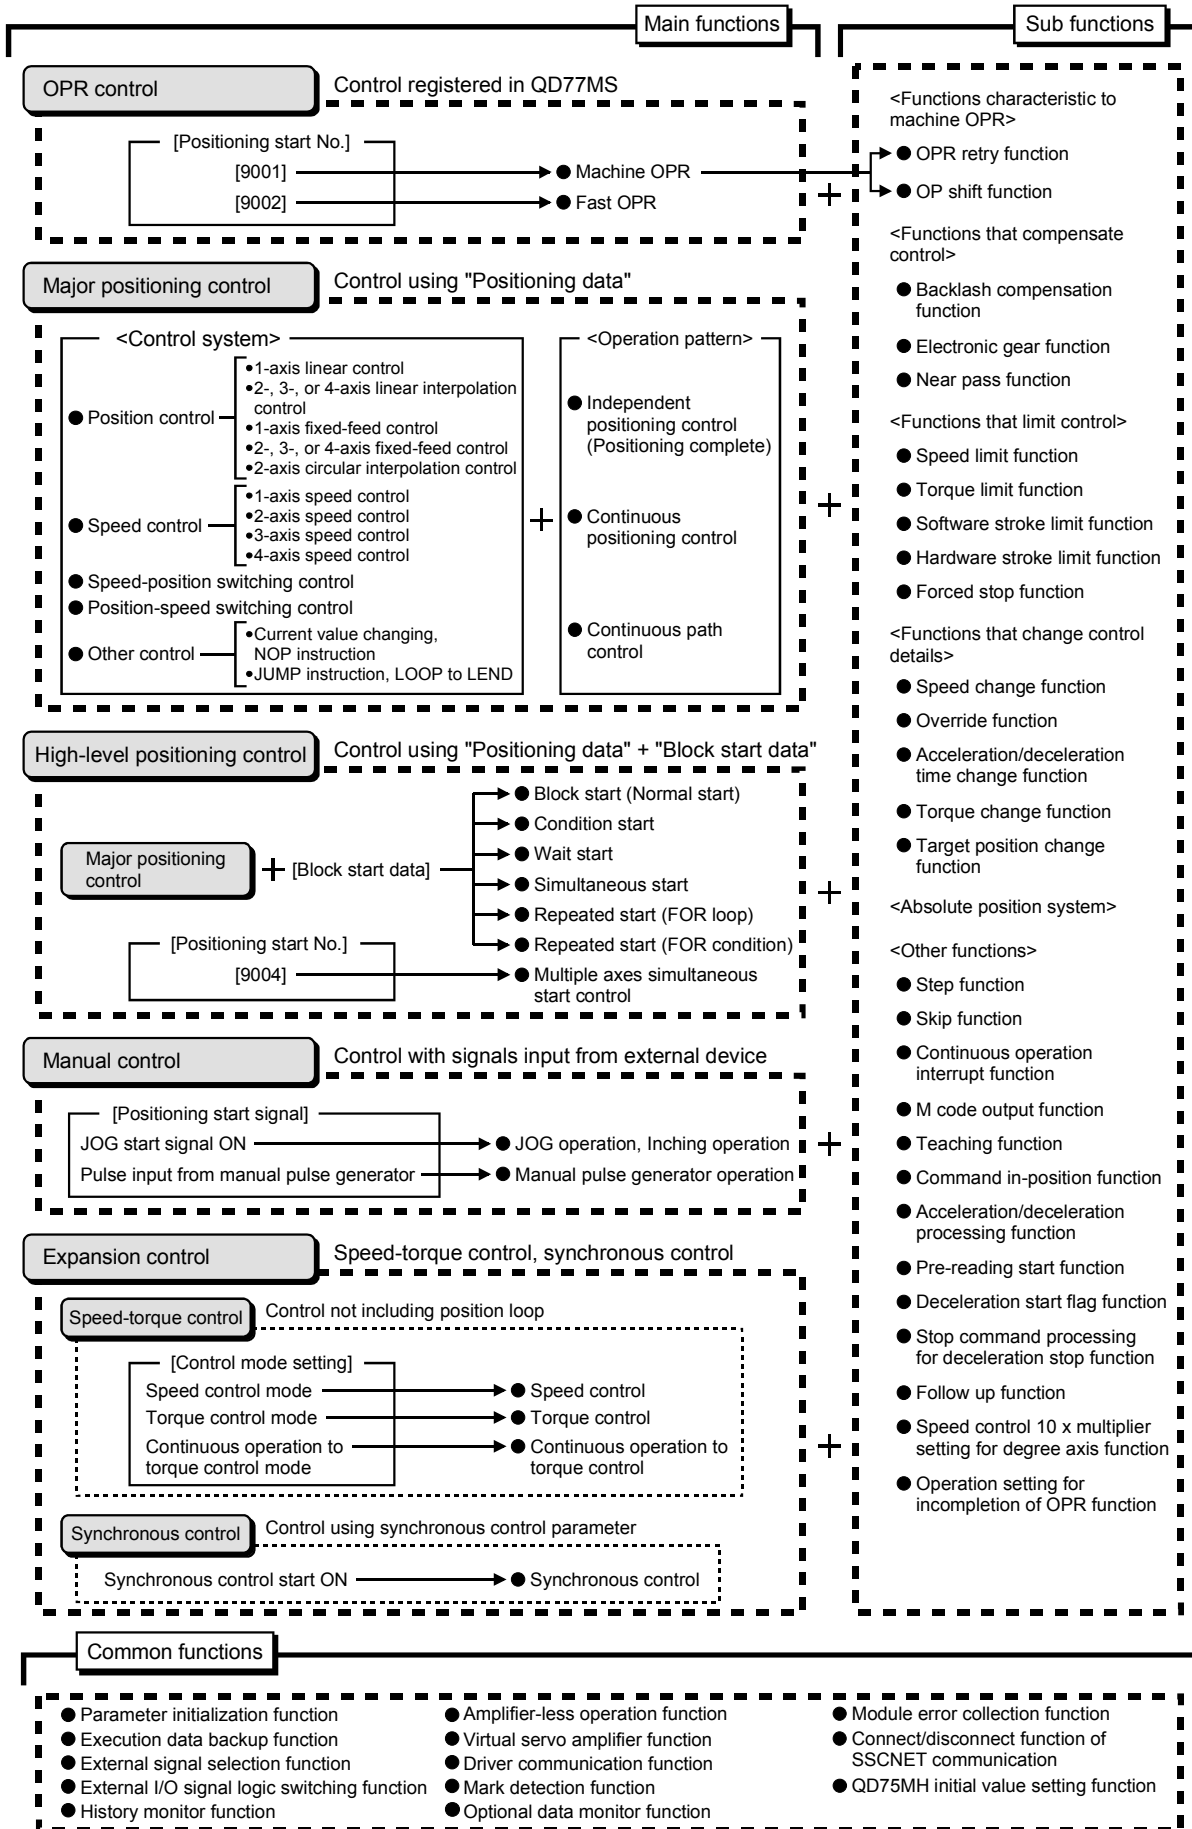 Main functions
Sub functions
OPR control
Control registered in QD77MS
[Positioning start No.]
[9001]
Machine OPR
[9002]
Fast OPR
Major positioning control
Control using "Positioning data"
<Control system>
Position control
•1-axis linear control
•2-, 3-, or 4-axis linear interpolation
control
•1-axis fixed-feed control
•2-, 3-, or 4-axis fixed-feed control
•2-axis circular interpolation control
Speed control
•1-axis speed control
•2-axis speed control
•3-axis speed control
•4-axis speed control
Speed-position switching control
Position-speed switching control
Other control
•Current value changing,
NOP instruction
•JUMP instruction, LOOP to LEND
+
<Operation pattern>
Independent
positioning control
(Positioning complete)
Continuous
positioning control
Continuous path
control
High-level positioning control
Control using "Positioning data" + "Block start data"
Major positioning
control
+ [Block start data]
Block start (Normal start)
Condition start
Wait start
Simultaneous start
Repeated start (FOR loop)
Repeated start (FOR condition)
[Positioning start No.]
[9004]
Multiple axes simultaneous
start control
Manual control
Control with signals input from external device
[Positioning start signal]
JOG start signal ON
JOG operation, Inching operation
Pulse input from manual pulse generator
Manual pulse generator operation
Expansion control
Speed-torque control, synchronous control
Speed-torque control
Control not including position loop
[Control mode setting]
Speed control mode
Speed control
Torque control mode
Torque control
Continuous operation to
torque control mode
Continuous operation to
torque control
Synchronous control
Control using synchronous control parameter
Synchronous control start ON
Synchronous control
+
+
+
+
+
<Functions characteristic to
machine OPR>
OPR retry function
OP shift function
<Functions that compensate
control>
Backlash compensation
function
Electronic gear function
Near pass function
<Functions that limit control>
Speed limit function
Torque limit function
Software stroke limit function
Hardware stroke limit function
Forced stop function
<Functions that change control
details>
Speed change function
Override function
Acceleration/deceleration
time change function
Torque change function
Target position change
function
<Absolute position system>
<Other functions>
Step function
Skip function
Continuous operation
interrupt function
M code output function
Teaching function
Command in-position function
Acceleration/deceleration
processing function
Pre-reading start function
Deceleration start flag function
Stop command processing
for deceleration stop function
Follow up function
Speed control 10 x multiplier
setting for degree axis function
Operation setting for
incompletion of OPR function
Common functions
Parameter initialization function
Execution data backup function
External signal selection function
External I/O signal logic switching function
History monitor function
Amplifier-less operation function
Virtual servo amplifier function
Driver communication function
Mark detection function
Optional data monitor function
Module error collection function
Connect/disconnect function of
SSCNET communication
QD75MH initial value setting function